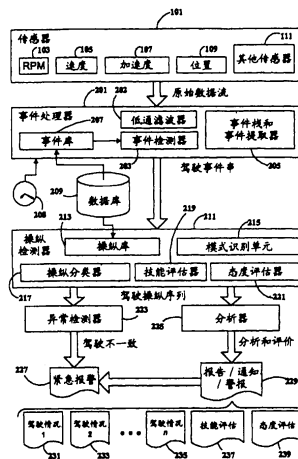 101
传感器
103 105 107 109 111
RPM 速度 加速度 位置 其他传感器
原始数据流
201 202
事件处理器 207 低通滤波器 事件栈和事件提取器
事件库 事件检测器
203 205
208 209 数据库
驾驶事件串
219 211
操纵检测器 213 215
操纵库 模式识别单元
操纵分类器 技能评估器 态度评估器
217 221
驾驶操纵序列
223
异常检测器 分析器
225
驾驶不一致 分析和评价
227 紧急报警 报告/通知/警报 229
驾驶情况1 驾驶情况2 ••• 驾驶情况n 技能评估 态度评估
231 233 235 237 239